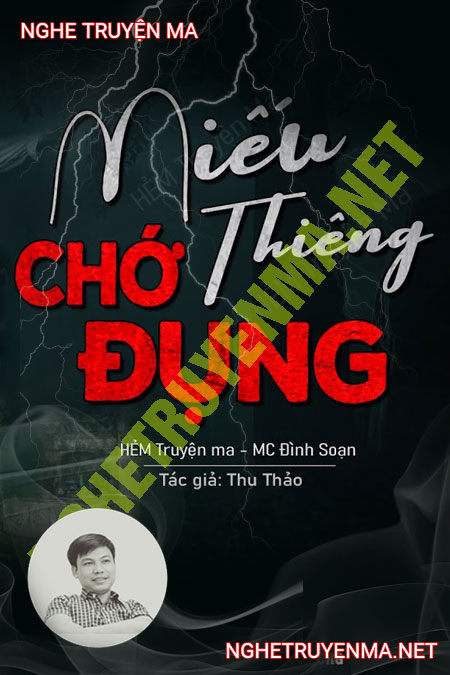 NGHE TRUYỆN MA
Miếu
Thiêng
CHỚ
ĐỤNG
NGHETRUYENMA.NET
HẺM Truyện ma - MC Đình Soạn
Tác giả: Thu Thảo
NGHETRUYENMA.NET